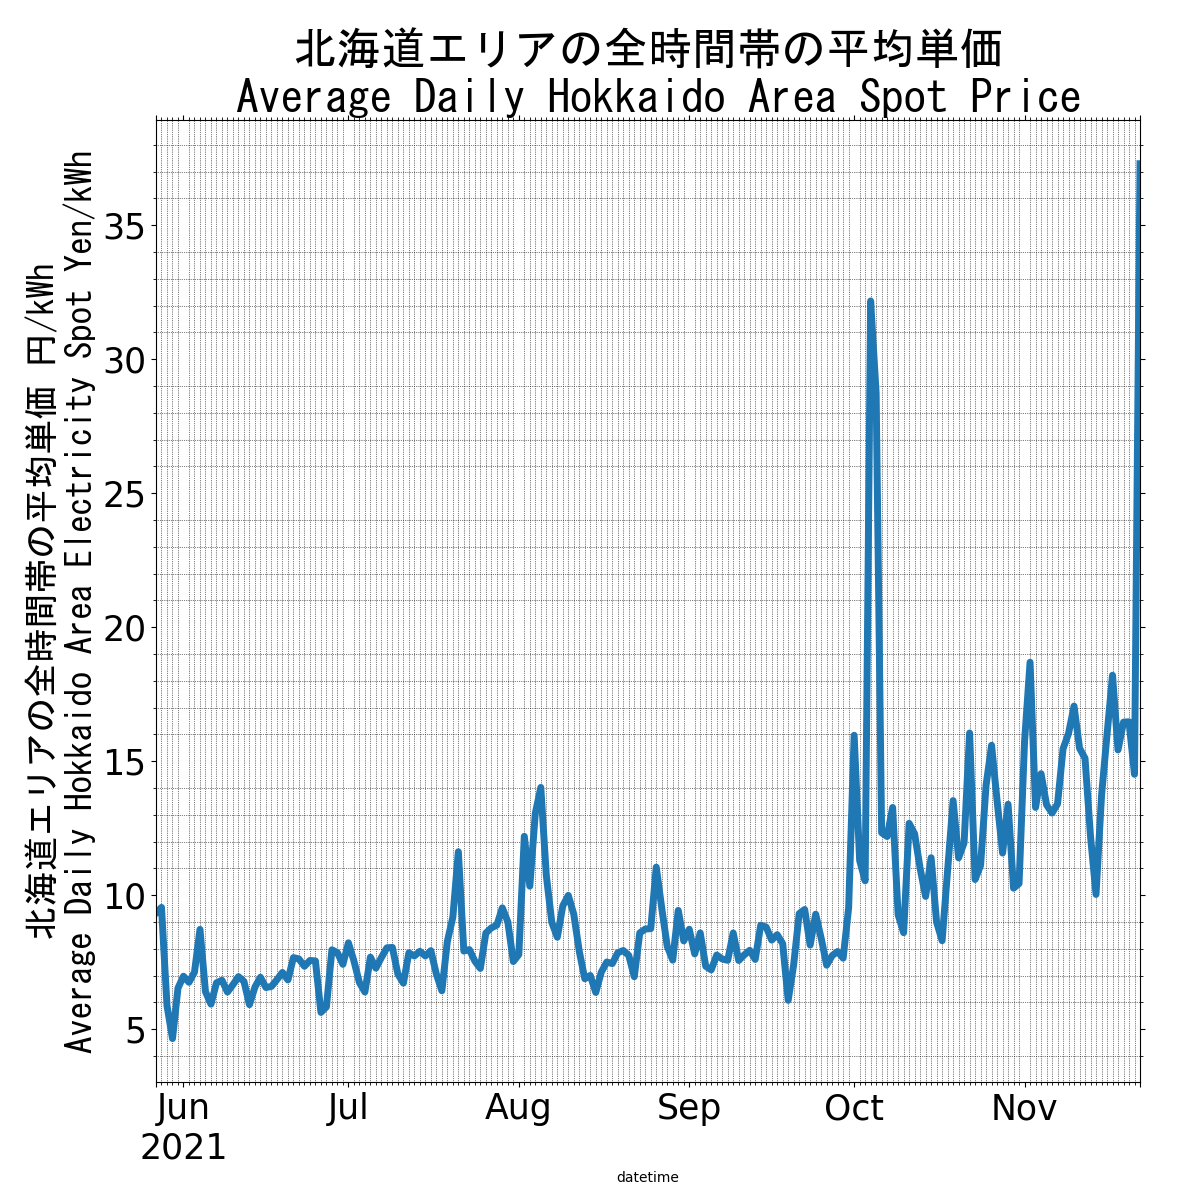 北海道エリアの全時間帯の平均単価
Average Daily Hokkaido Area Spot Price
北海道エリアの全時間帯の平均単価 円/kWh
Average Daily Hokkaido Area Electricity Spot Yen/kWh
35
30
25
20
15
10
5
Jun Jul Aug Sep Oct Nov
2021
datetime